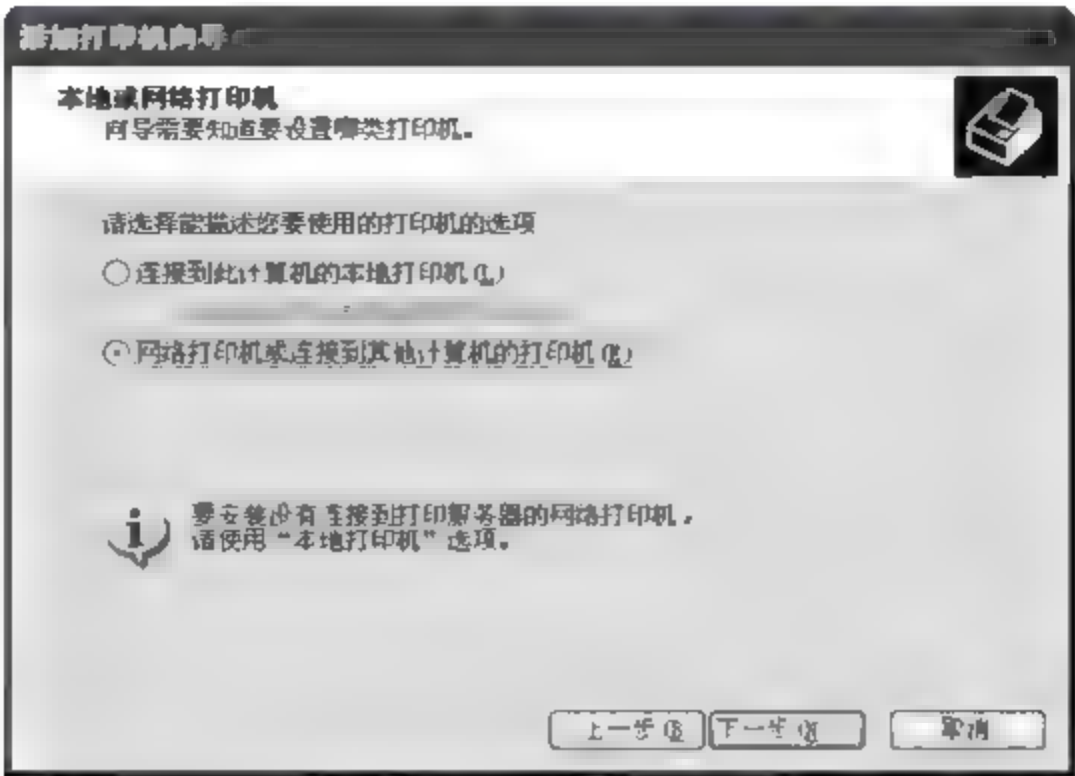 添加打印机向导
本地或网络打印机
向导需要知道要设置哪类打印机。
请选择能描述您要使用的打印机的选项
连接到此计算机的本地打印机(L)
网络打印机或连接到其他计算机的打印机(E)
要安装没有连接到打印服务器的网络打印机，
请使用“本地打印机”选项。
上一步(B)
下一步(N)
取消